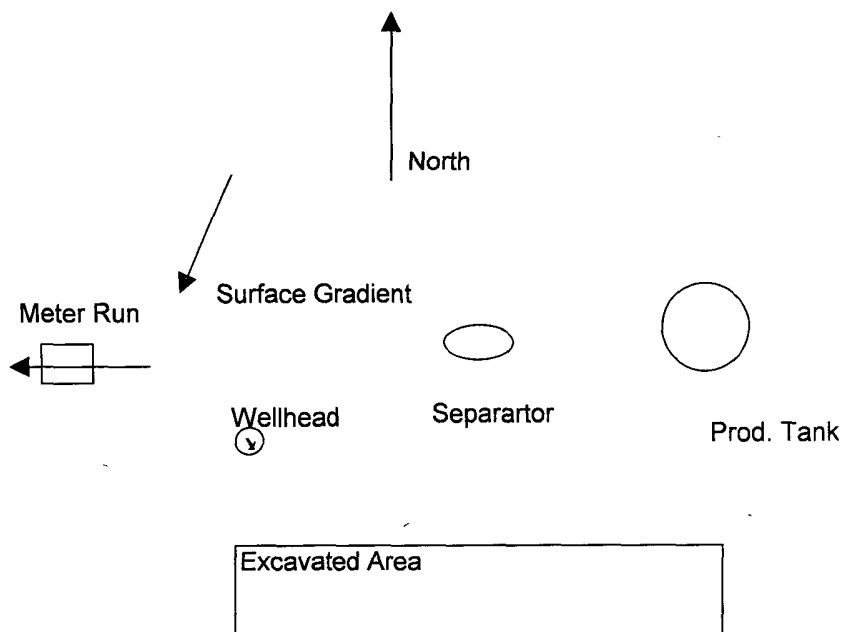 North
Surface Gradient
Meter Run
Wellhead
Separartor
Prod. Tank
Excavated Area